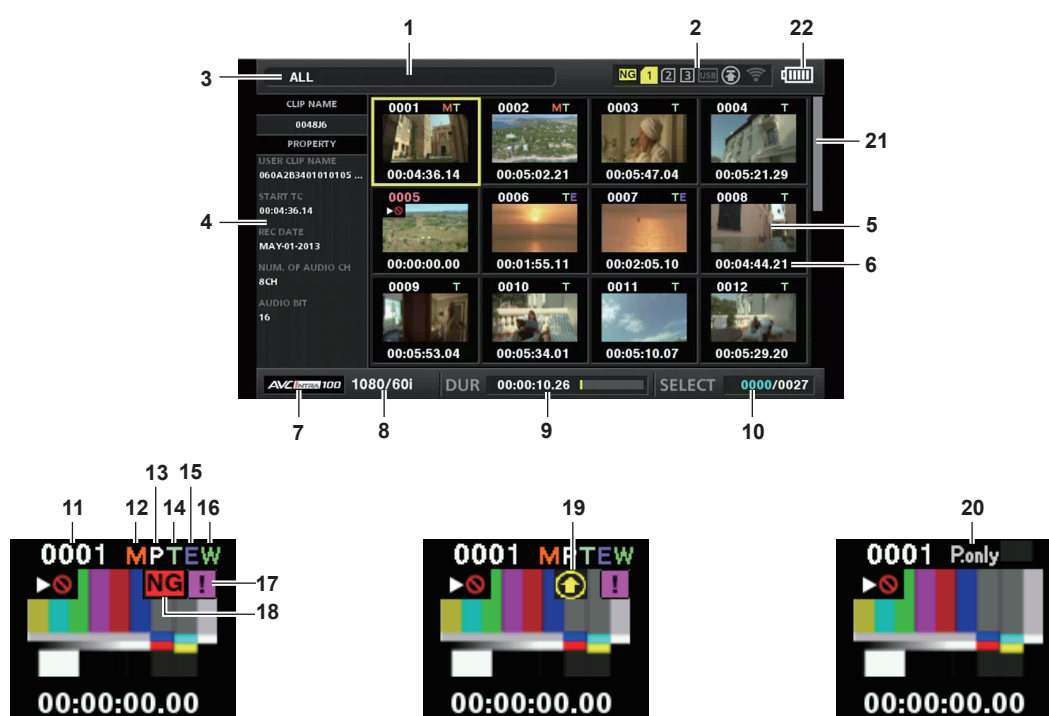 1
2
22
3
ALL
NG 1 2 3 USB
CLIP NAME
0048J6
PROPERTY
USER CLIP NAME
060A2B3401010105 ...
START TC
00:04:36.14
4
REC DATE
MAY-01-2013
NUM. OF AUDIO CH
8CH
AUDIO BIT
16
0001 MT
0002 MT
0003 T
0004 T
21
00:04:36.14
00:05:02.21
00:05:47.04
00:05:21.29
0005
0006 TE
0007 TE
0008 T
5
00:00:00.00
00:01:55.11
00:02:05.10
00:04:44.21
6
0009 T
0010 T
0011 T
0012 T
00:05:53.04
00:05:34.01
00:05:10.07
00:05:29.20
AVC INTRA 100
1080/60i
DUR 00:00:10.26
SELECT 0000/0027
7
8
9
10
11
12
13
14
15
16
19
20
0001 MPTEW
NG !
17
18
00:00:00.00
0001 MPTEW
!
00:00:00.00
0001 P.only
00:00:00.00